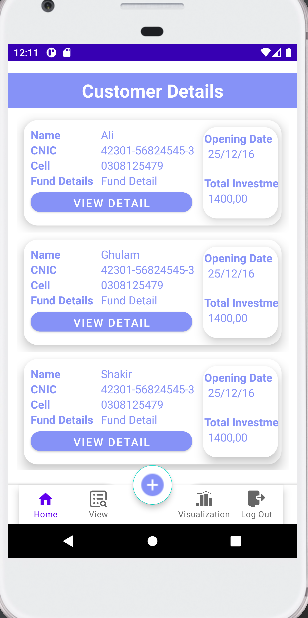 12:11
Customer Details
Name Ali
CNIC 42301-56824545-3
Cell 0308125479
Fund Details Fund Detail
VIEW DETAIL
Opening Date
25/12/16
Total Investme
1400,00
Name Ghulam
CNIC 42301-56824545-3
Cell 0308125479
Fund Details Fund Detail
VIEW DETAIL
Opening Date
25/12/16
Total Investme
1400,00
Name Shakir
CNIC 42301-56824545-3
Cell 0308125479
Fund Details Fund Detail
VIEW DETAIL
Opening Date
25/12/16
Total Investme
1400,00
Home View Visualization Log Out